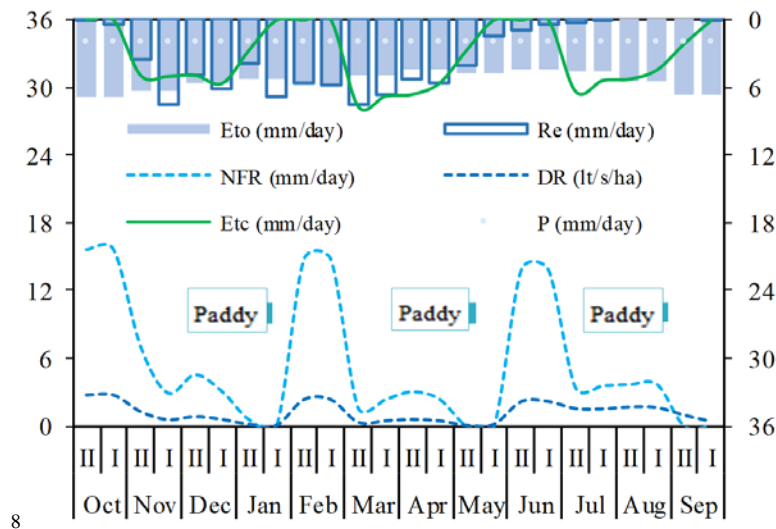 36 0
30 6
Eto (mm/day) Re (mm/day)
24 12
NFR (mm/day) DR (lt/s/ha)
Etc (mm/day) P (mm/day)
18 18
12 24
Paddy Paddy Paddy
6 30
0 36
II I II I II I II I II I II I II I II I II I II I II I II I
Oct Nov Dec Jan Feb Mar Apr May Jun Jul Aug Sep
8